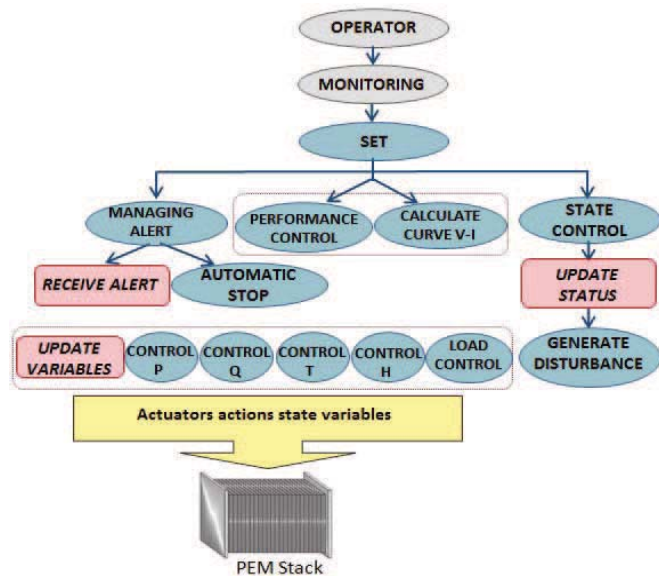 OPERATOR
MONITORING
SET
MANAGING
ALERT
PERFORMANCE
CONTROL
CALCULATE
CURVE V-I
STATE
CONTROL
RECEIVE ALERT
AUTOMATIC
STOP
UPDATE
STATUS
UPDATE
VARIABLES
CONTROL
P
CONTROL
Q
CONTROL
T
CONTROL
H
LOAD
CONTROL
GENERATE
DISTURBANCE
Actuators actions state variables
PEM Stack